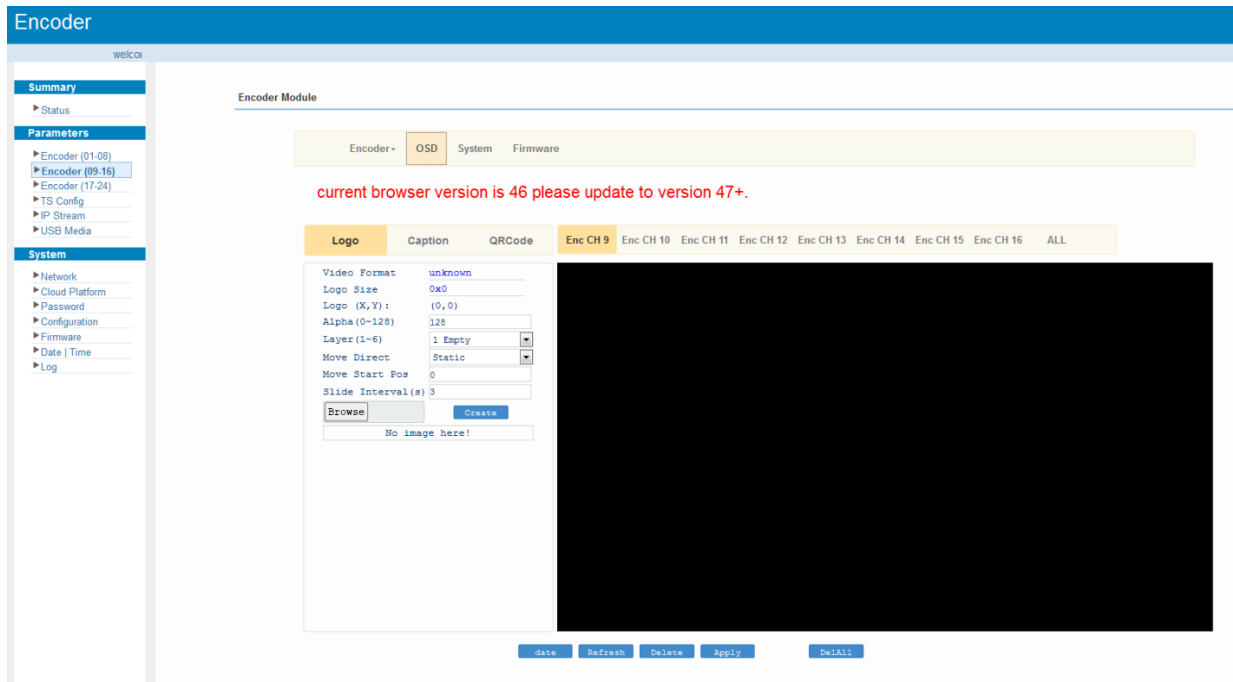 Encoder
welco
Summary
Status
Parameters
Encoder (01-08)
Encoder (09-16)
Encoder (17-24)
TS Config
IP Stream
USB Media
System
Network
Cloud Platform
Password
Configuration
Firmware
Date | Time
Log
Encoder Module
Encoder OSD System Firmware
current browser version is 46 please update to version 47+.
Logo Caption QRCode
Enc CH 9 Enc CH 10 Enc CH 11 Enc CH 12 Enc CH 13 Enc CH 14 Enc CH 15 Enc CH 16 ALL
Video Format unknown
Logo Size 0x0
Logo (X,Y): (0,0)
Alpha(0~128) 128
Layer(1~6) 1 Empty
Move Direct Static
Move Start Pos 0
Slide Interval(s) 3
Browse Create
No image here!
date Refresh Delete Apply DelAll